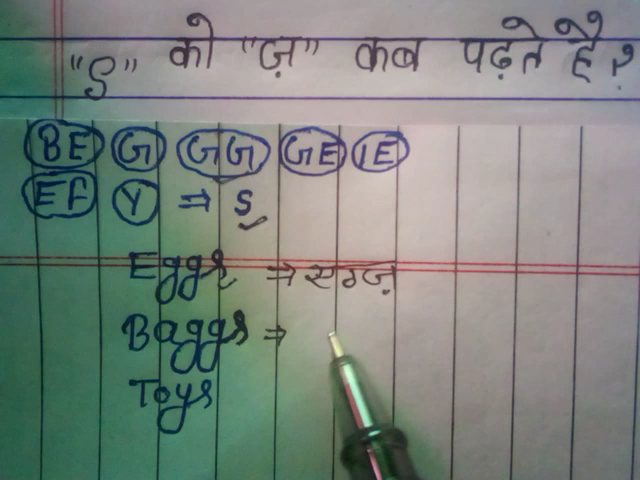 "S" को "ज़" कब पढ़ते है?
BE G GG GE IE
EF Y ⇒ S
Eggs ⇒ एग्ज़
Baggs ⇒
Toys